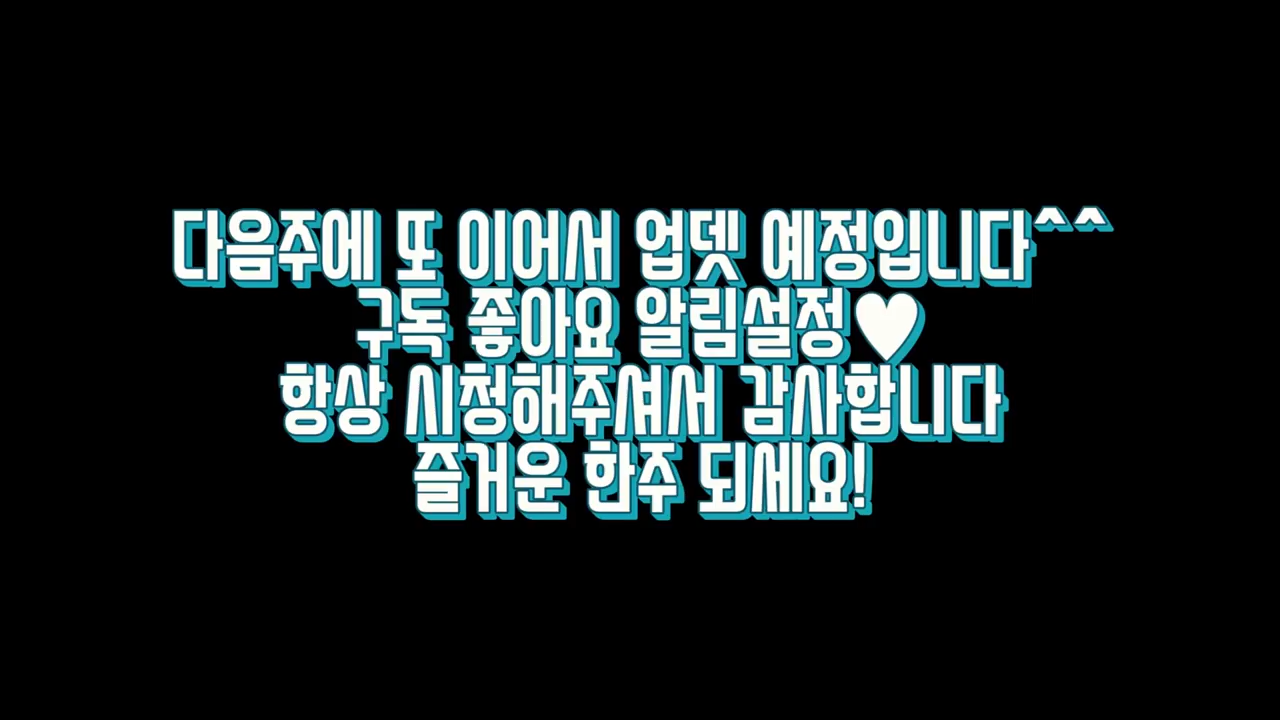 다음주에 또 이어서 업뎃 예정입니다^^
구독 좋아요 알림설정♥
항상 시청해주셔서 감사합니다
즐거운 한주 되세요!